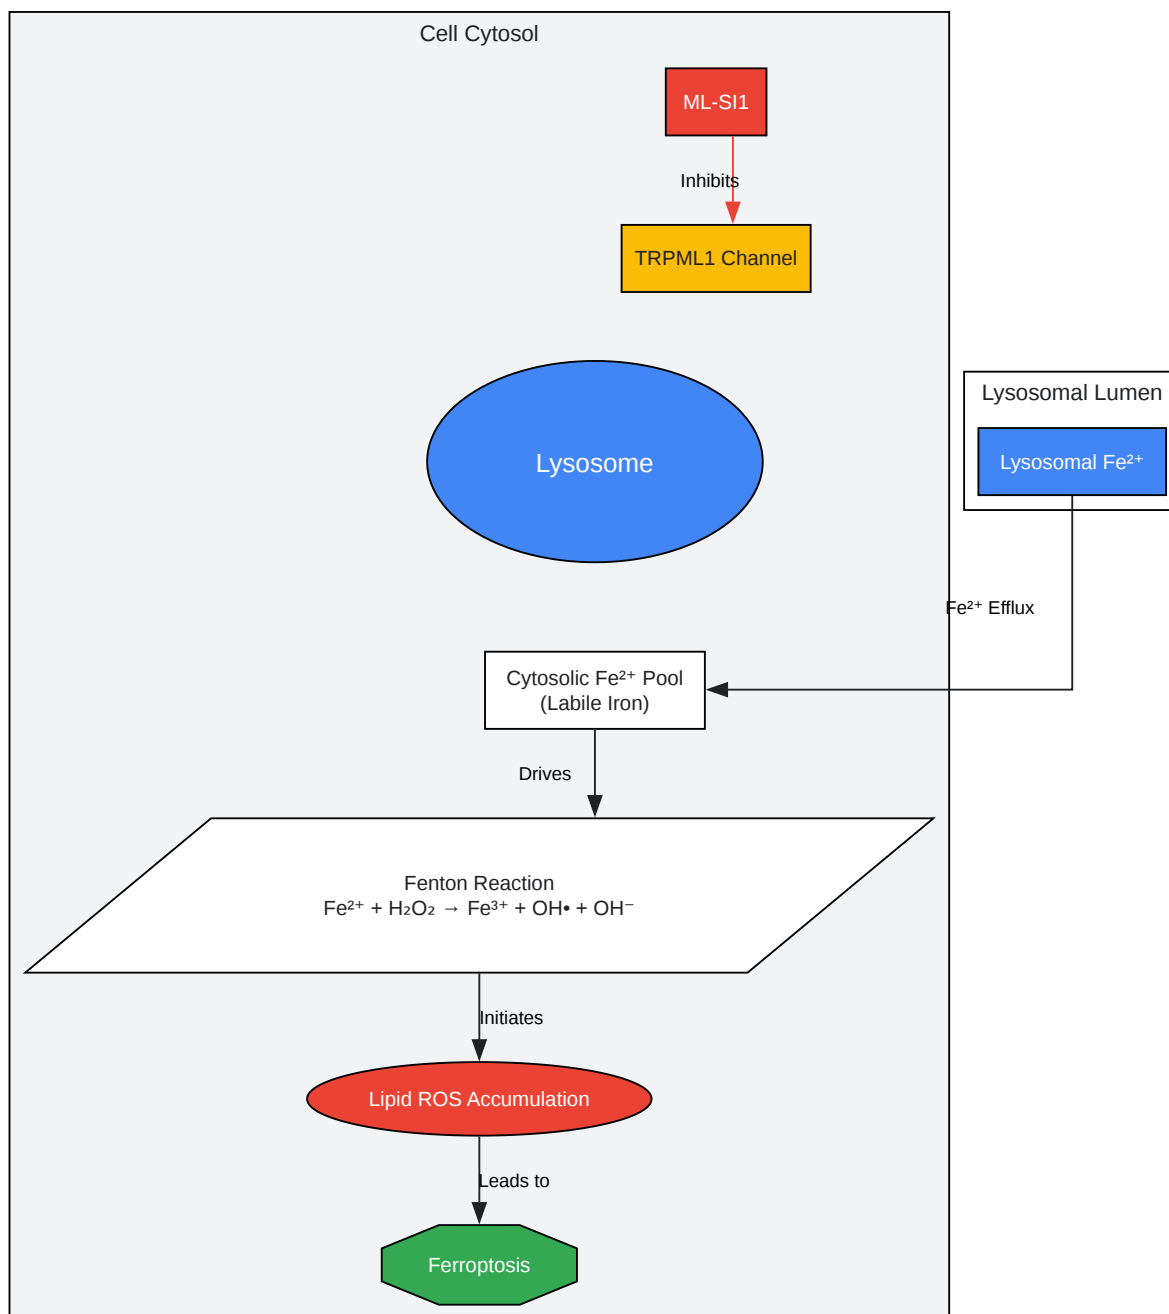 Cell Cytosol
ML-SI1
Inhibits
TRPML1 Channel
Lysosomal Lumen
Lysosome
Lysosomal Fe²⁺
Fe²⁺ Efflux
Cytosolic Fe²⁺ Pool
(Labile Iron)
Drives
Fenton Reaction
Fe²⁺ + H₂O₂ → Fe³⁺ + OH• + OH⁻
Initiates
Lipid ROS Accumulation
Leads to
Ferroptosis